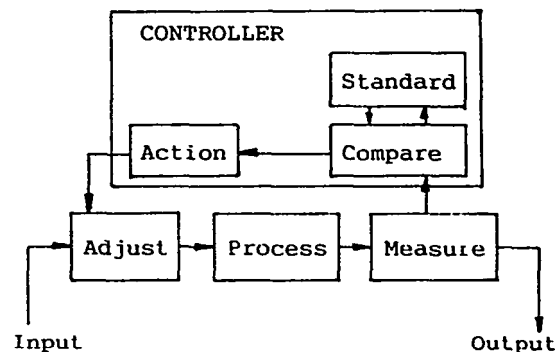 CONTROLLER
Standard
Action
Compare
Adjust
Process
Measure
Input
Output